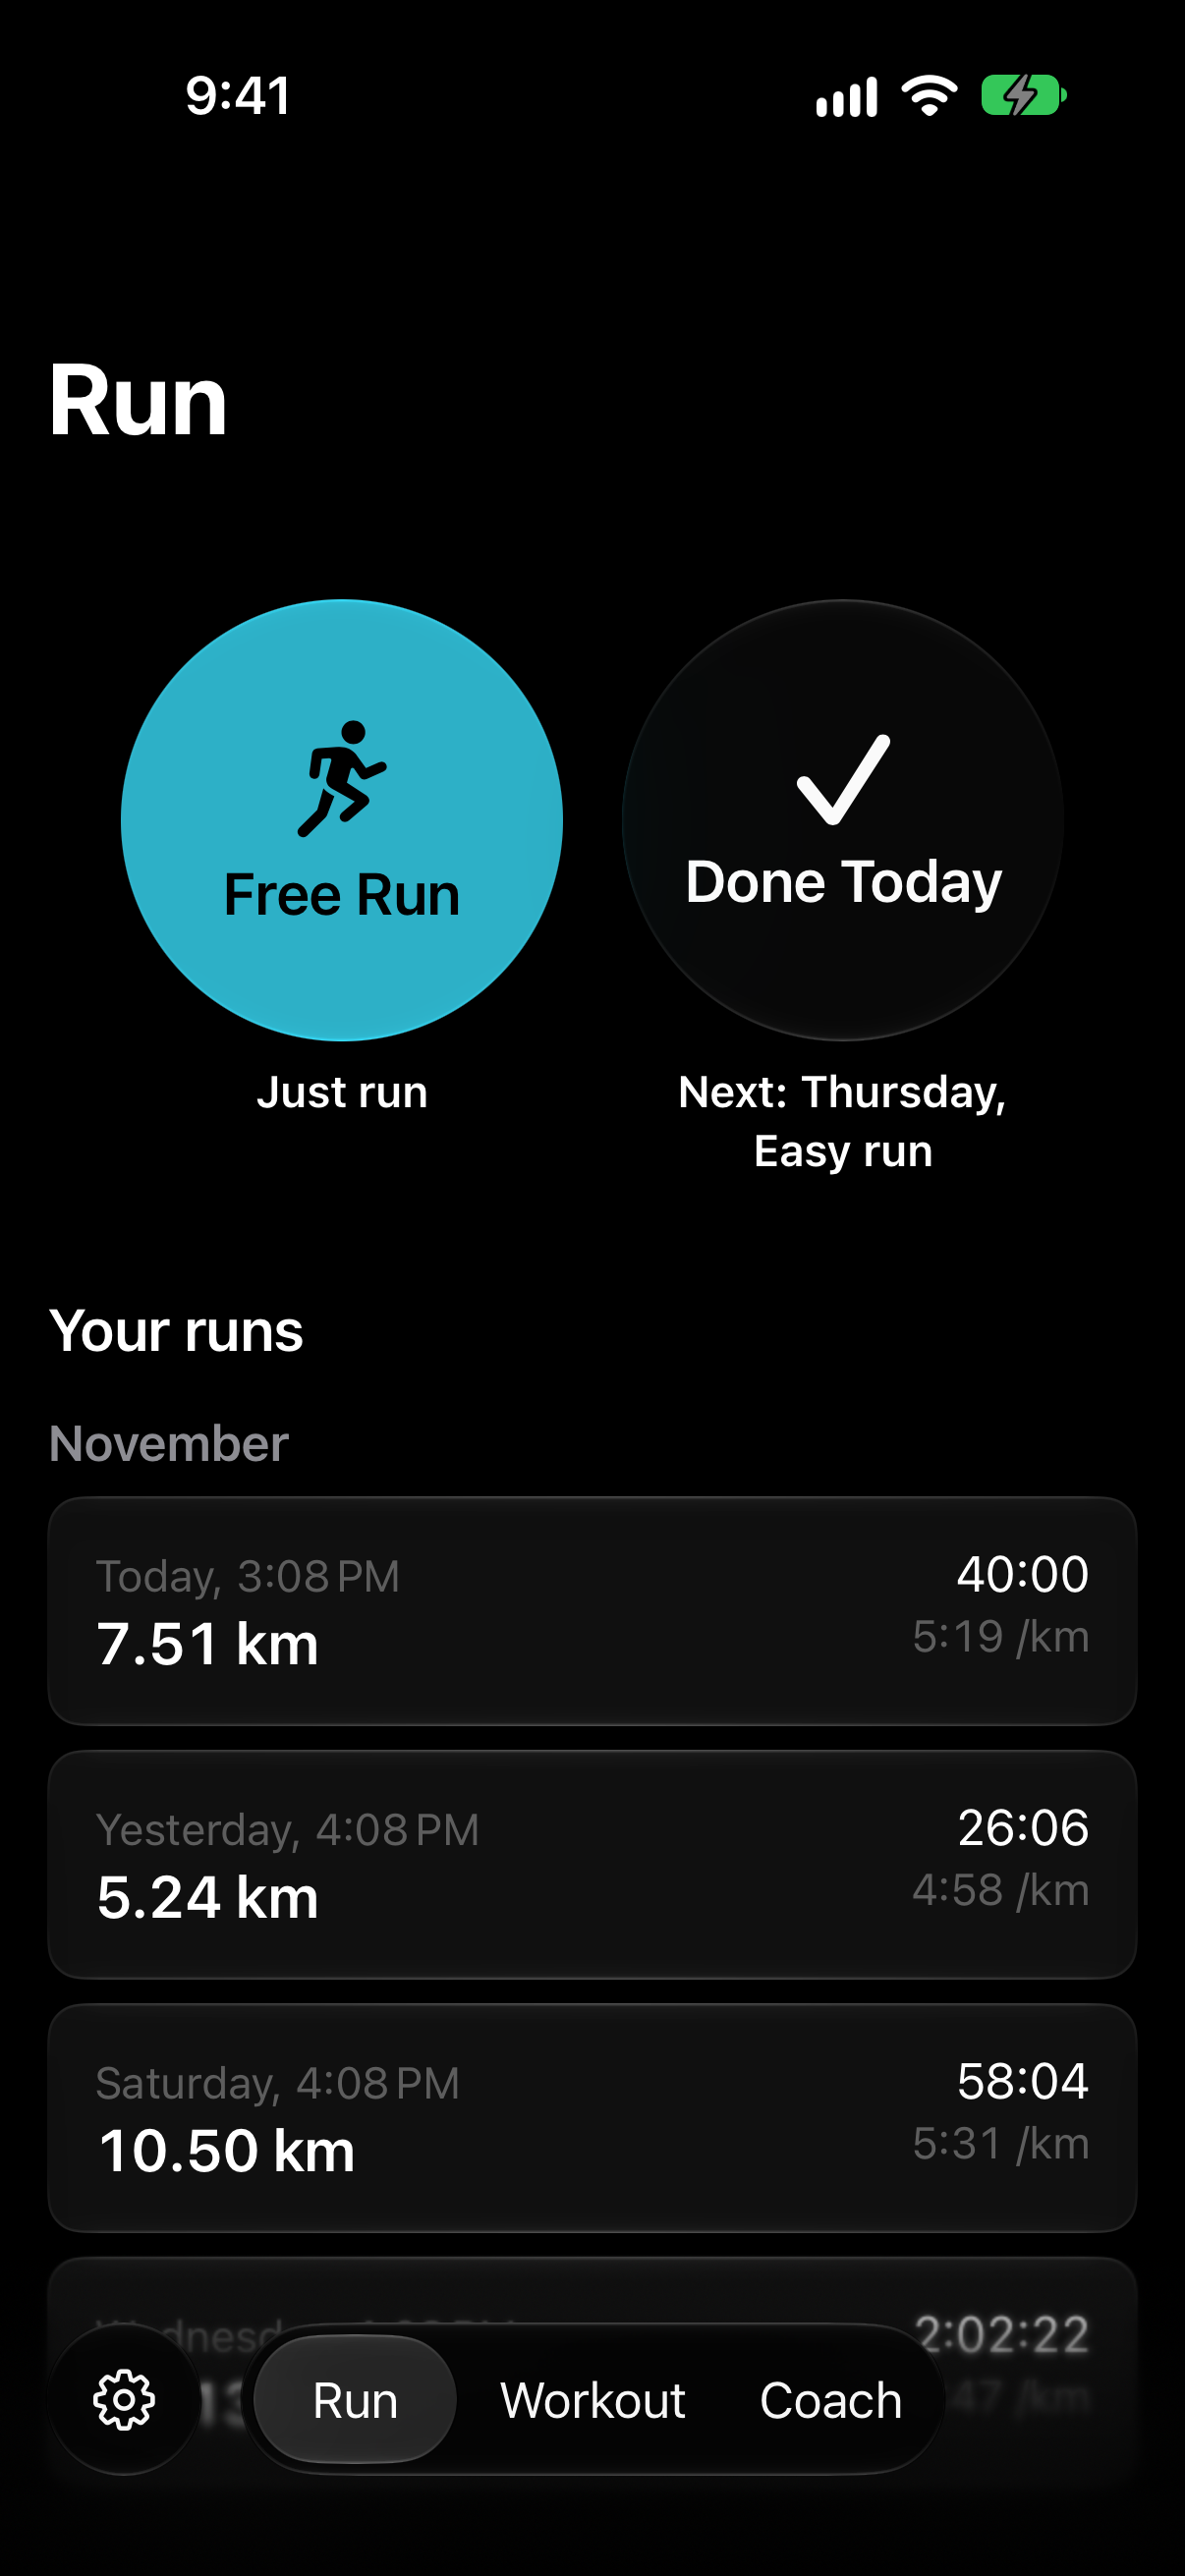 9:41
Run
Free Run
Done Today
Just run
Next: Thursday,
Easy run
Your runs
November
Today, 3:08 PM
40:00
7.51 km
5:19 /km
Yesterday, 4:08 PM
26:06
5.24 km
4:58 /km
Saturday, 4:08 PM
58:04
10.50 km
5:31 /km
2:02:22
Run
Workout
Coach